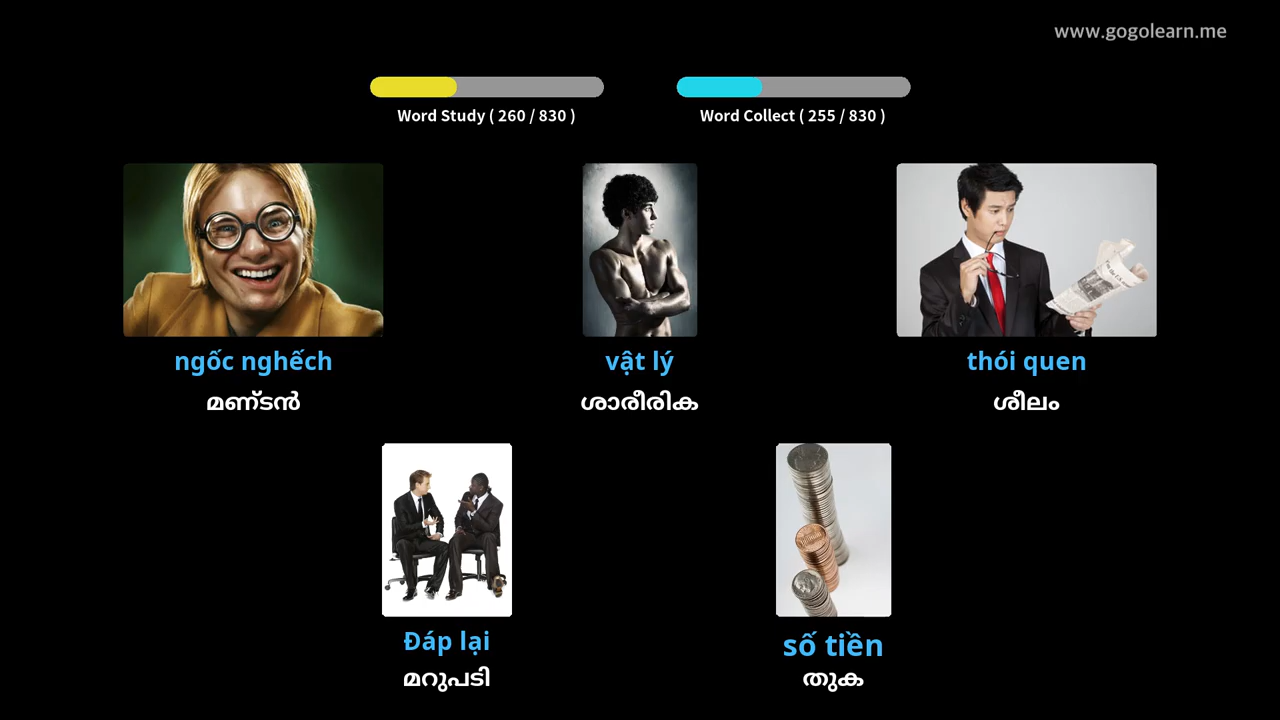 www.gogolearn.me
Word Study ( 260 / 830 )
Word Collect ( 255 / 830 )
ngốc nghếch
vật lý
thói quen
മണ്ടൻ
ശാരീരിക
ശീലം
Đáp lại
số tiền
മറുപടി
തുക